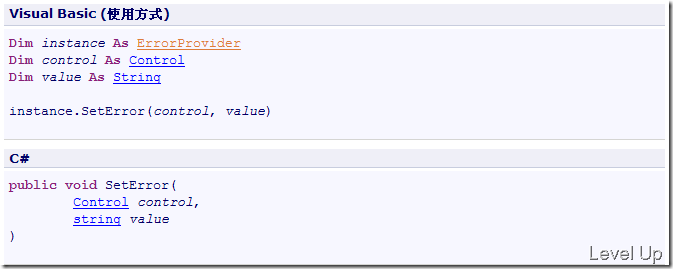 Visual Basic (使用方式)
Dim instance As ErrorProvider
Dim control As Control
Dim value As String
instance.SetError(control, value)
C#
public void SetError(
Control control,
string value
)
Level Up